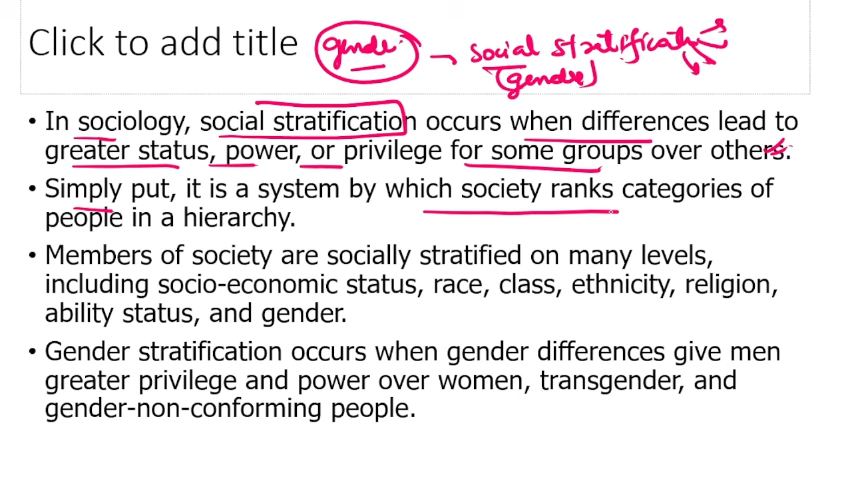 Click to add title gender – social stratification
(gender)
• In sociology, social stratification occurs when differences lead to
greater status, power, or privilege for some groups over others.
• Simply put, it is a system by which society ranks categories of
people in a hierarchy.
• Members of society are socially stratified on many levels,
including socio-economic status, race, class, ethnicity, religion,
ability status, and gender.
• Gender stratification occurs when gender differences give men
greater privilege and power over women, transgender, and
gender-non-conforming people.